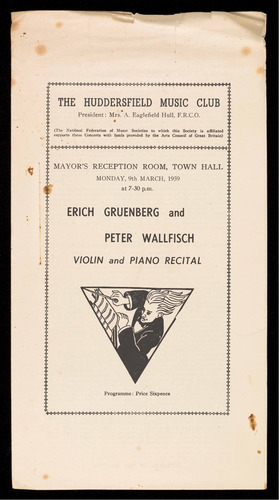 THE HUDDERSFIELD MUSIC CLUB
President: Mrs. A. Eaglefield Hull, F.R.C.O.
(The National Federation of Music Societies to which this Society is affiliated
supports these Concerts with funds provided by the Arts Council of Great Britain)
MAYOR'S RECEPTION ROOM, TOWN HALL
MONDAY, 9th MARCH, 1959
at 7-30 p.m.
ERICH GRUENBERG and
PETER WALLFISCH
VIOLIN and PIANO RECITAL
Programme: Price Sixpence